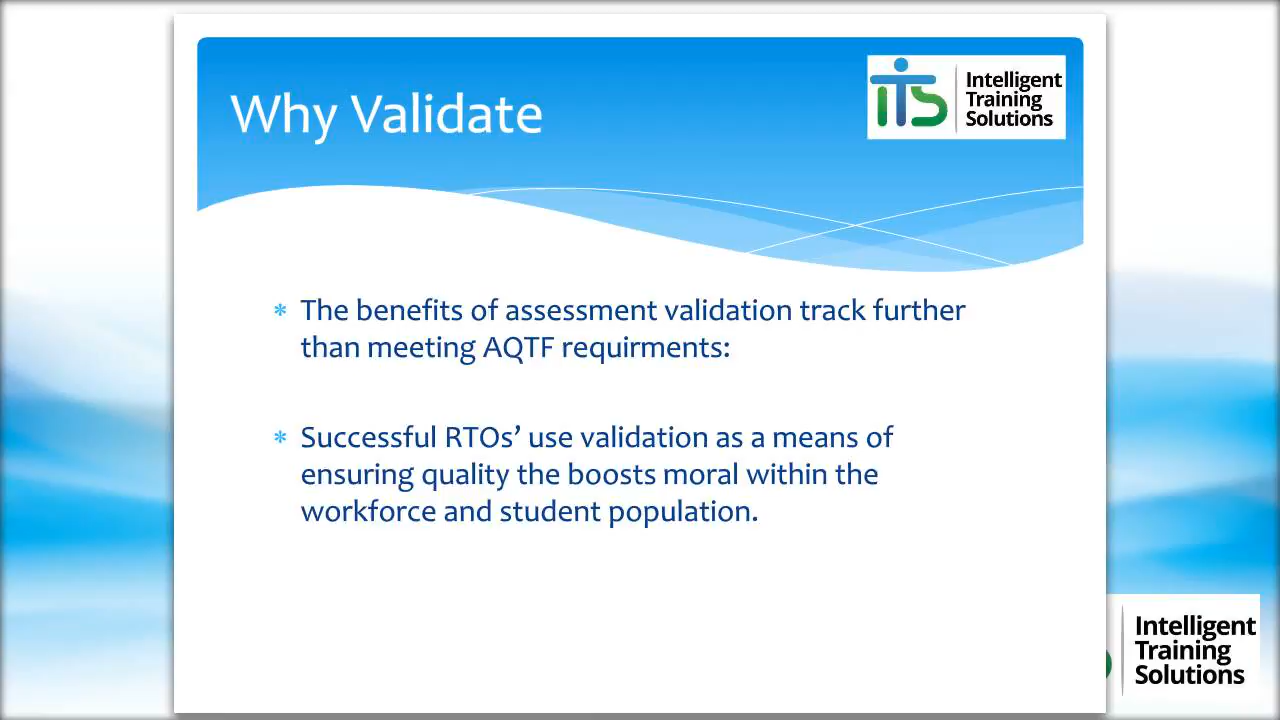 Why Validate
iTS
Intelligent
Training
Solutions
* The benefits of assessment validation track further
than meeting AQTF requirments:
* Successful RTOs’ use validation as a means of
ensuring quality the boosts moral within the
workforce and student population.
Intelligent
Training
Solutions